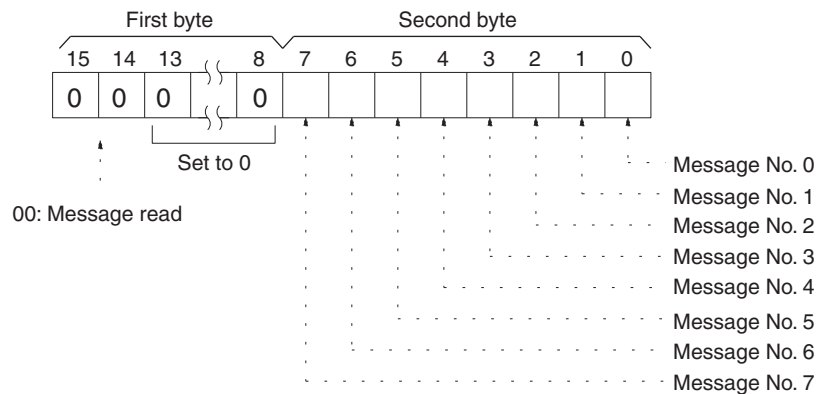 First byte Second byte
15 14 13 8 7 6 5 4 3 2 1 0
0 0 0 0
Set to 0
00: Message read
Message No. 0
Message No. 1
Message No. 2
Message No. 3
Message No. 4
Message No. 5
Message No. 6
Message No. 7